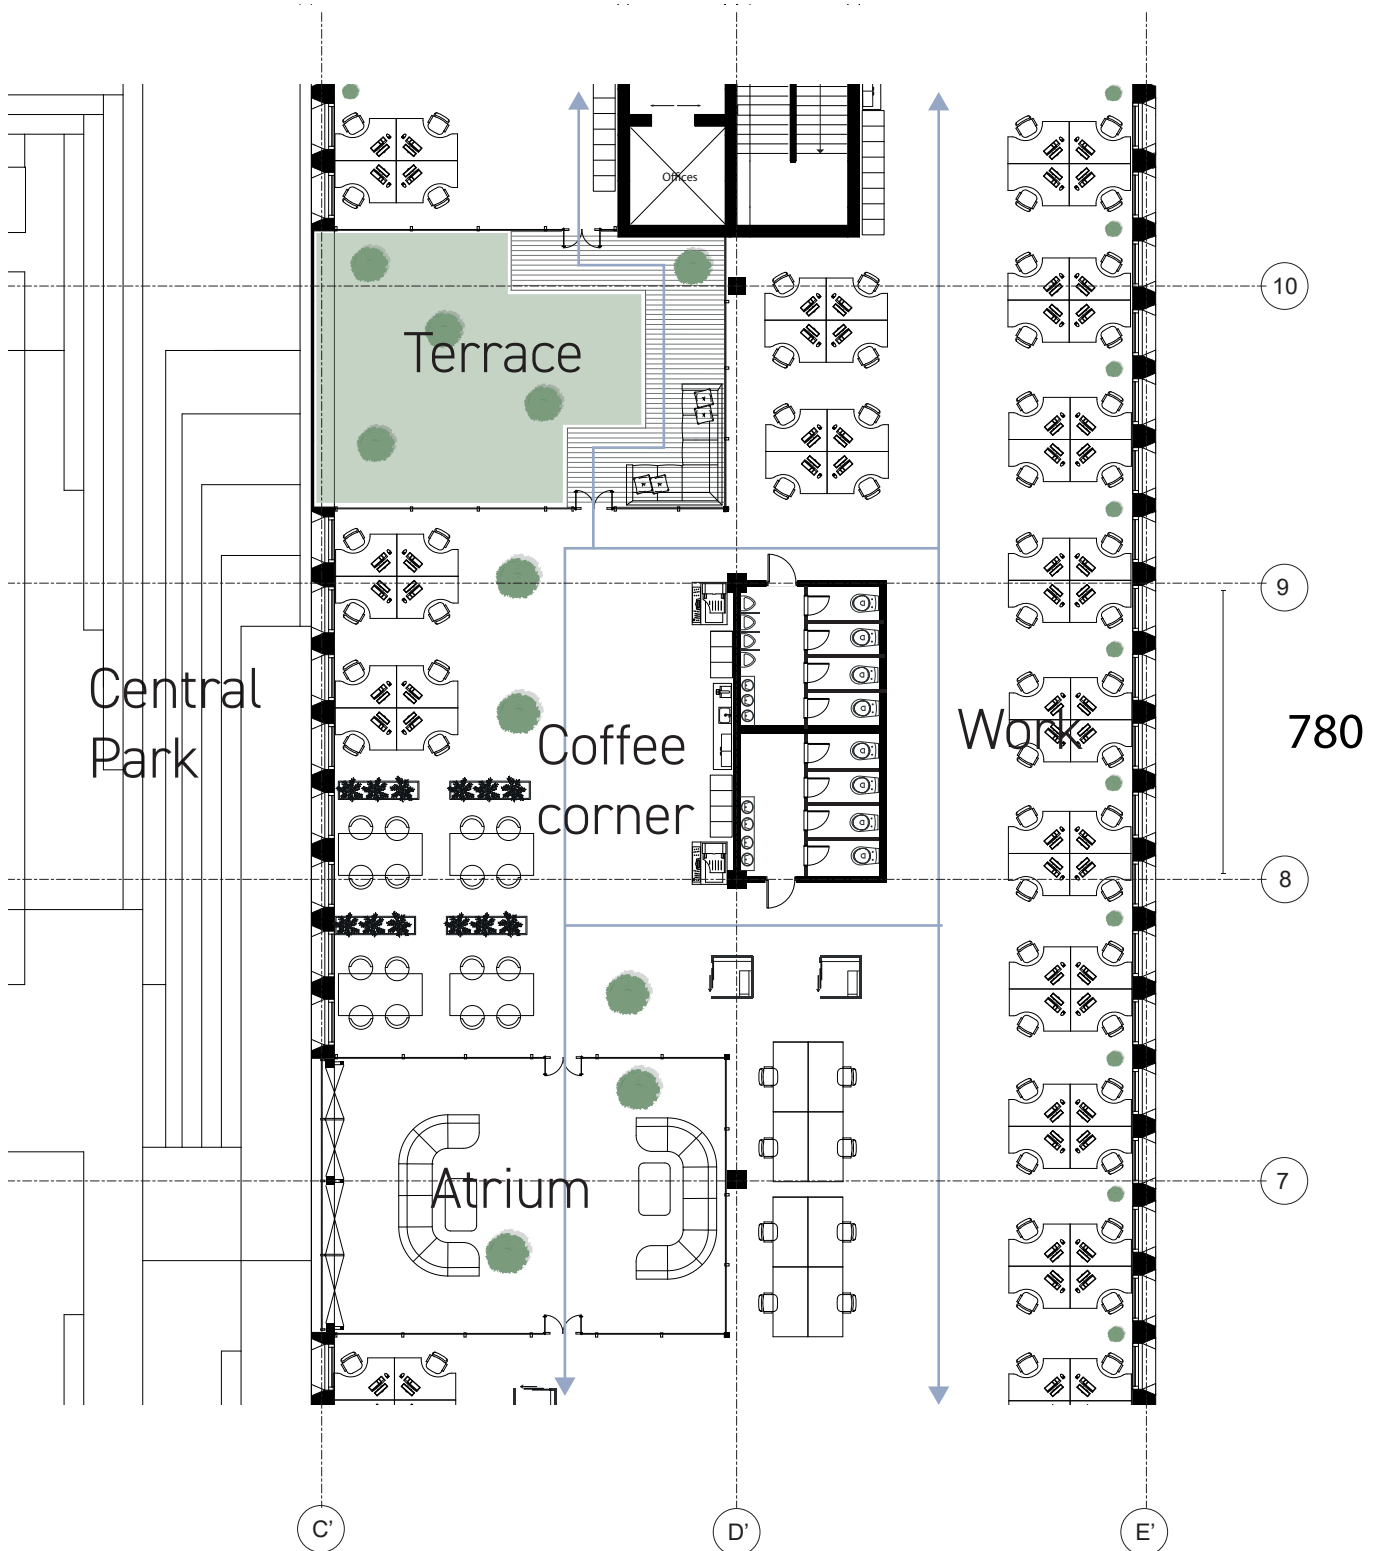 Offices
10
Terrace
9
Central
Park
Work
780
Coffee
corner
8
Atrium
7
C’
D’
E’